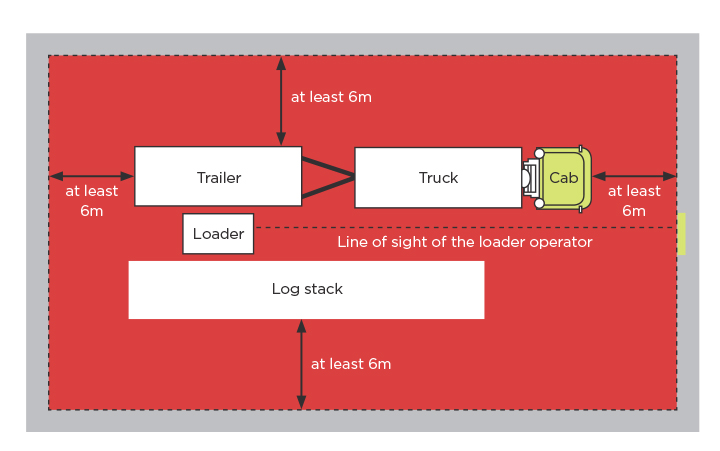 at least 6m
Trailer
Truck
Cab
at least
6m
at least
6m
Loader
Line of sight of the loader operator
Log stack
at least 6m